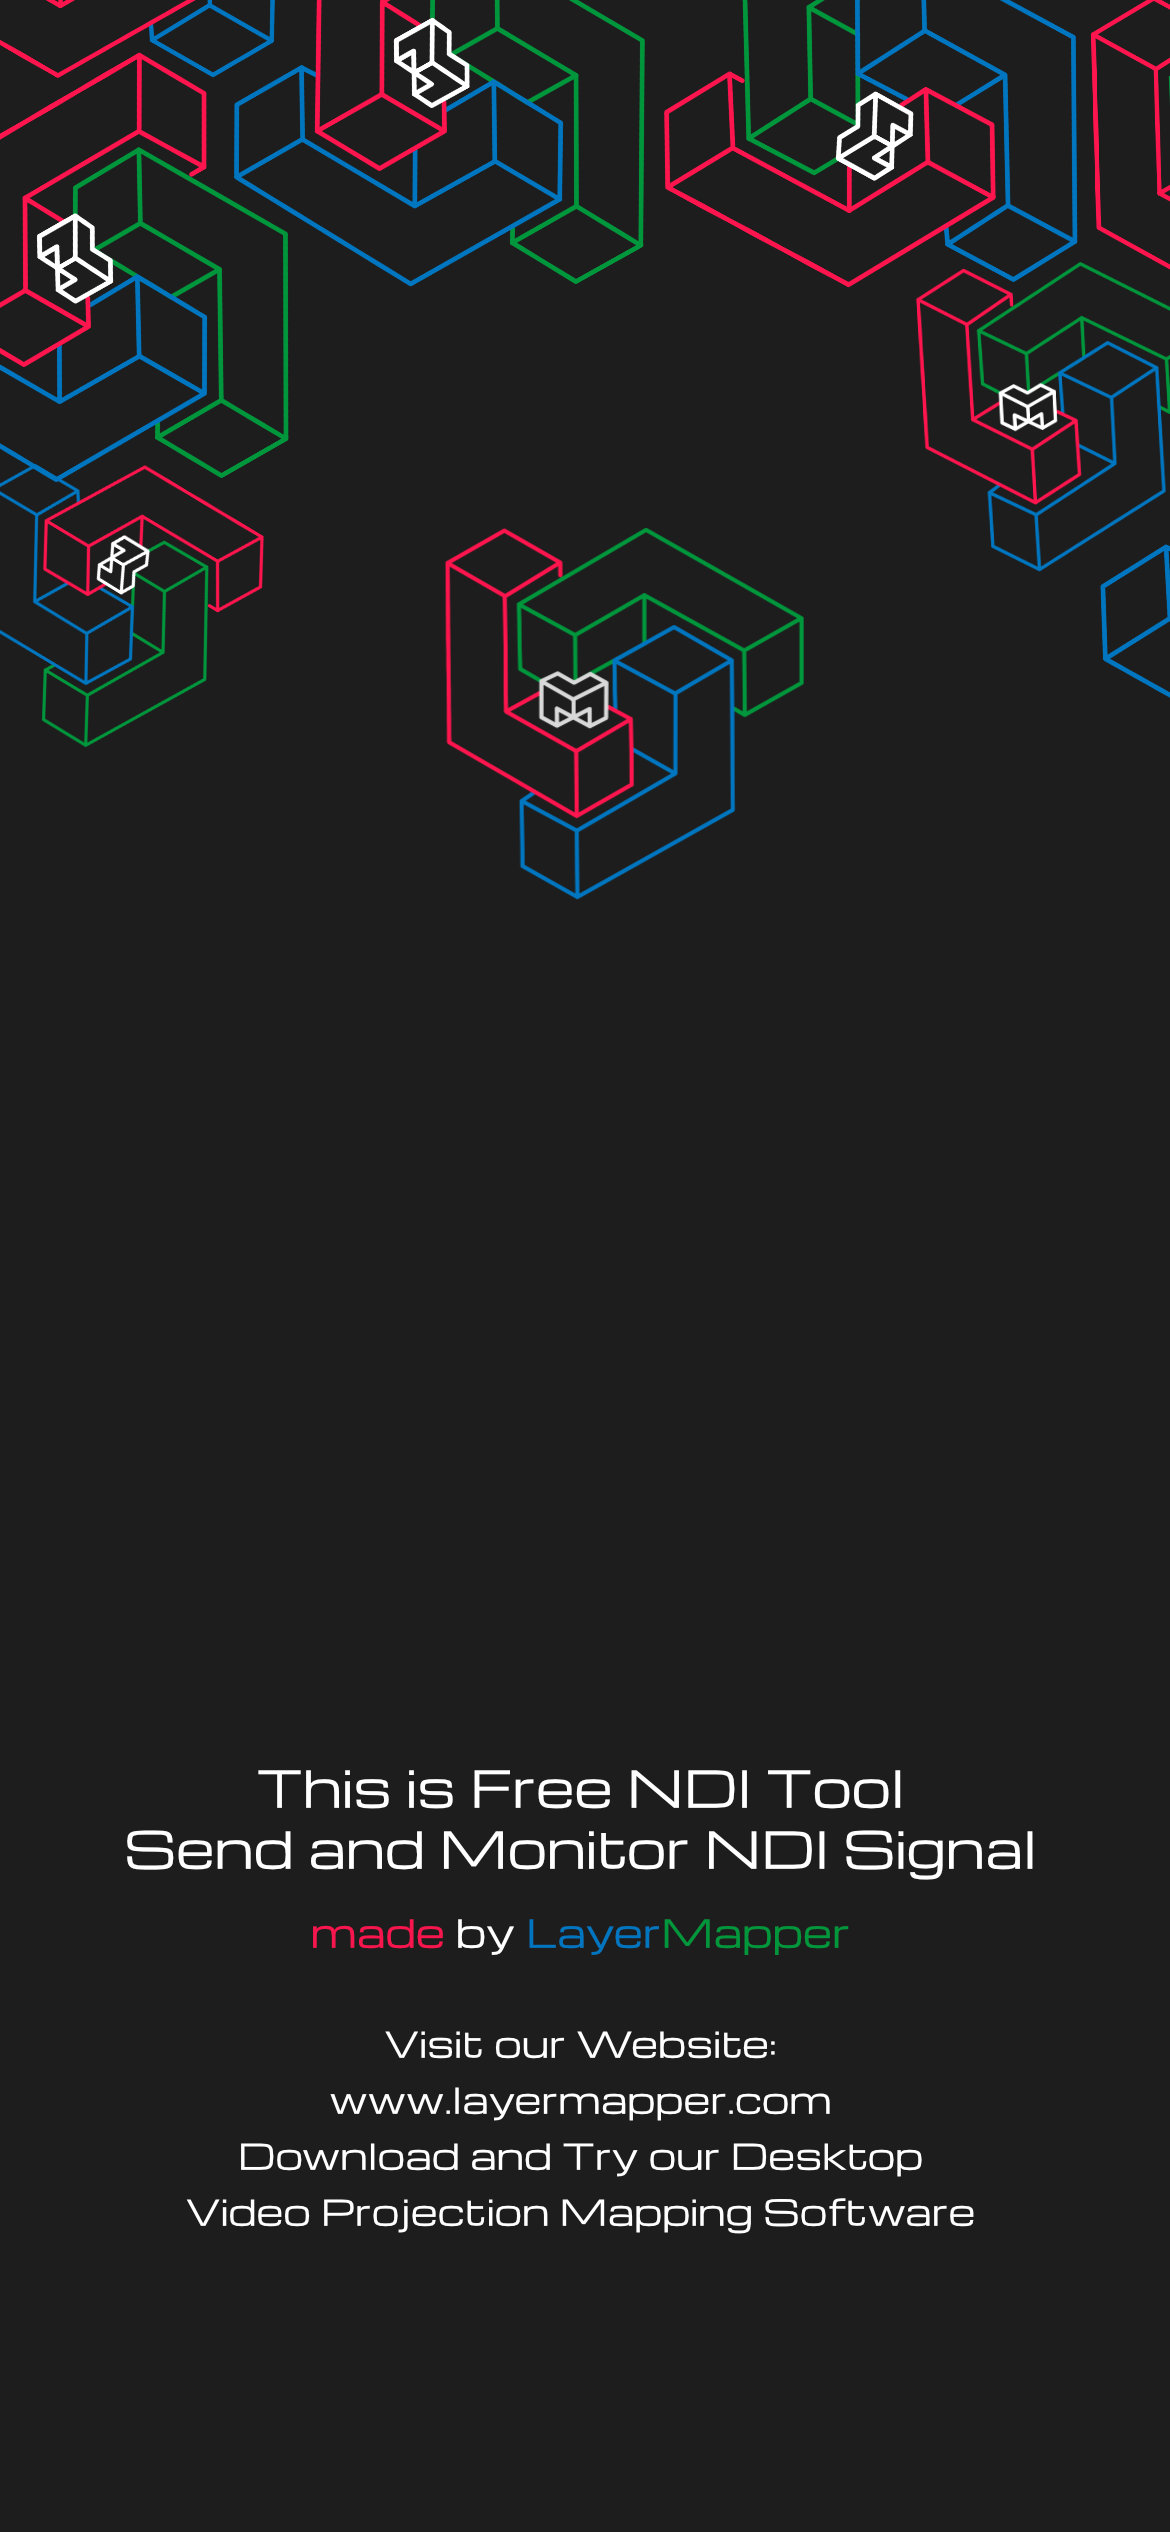 This is Free NDI Tool
Send and Monitor NDI Signal
made by LayerMapper
Visit our Website:
www.layermapper.com
Download and Try our Desktop
Video Projection Mapping Software